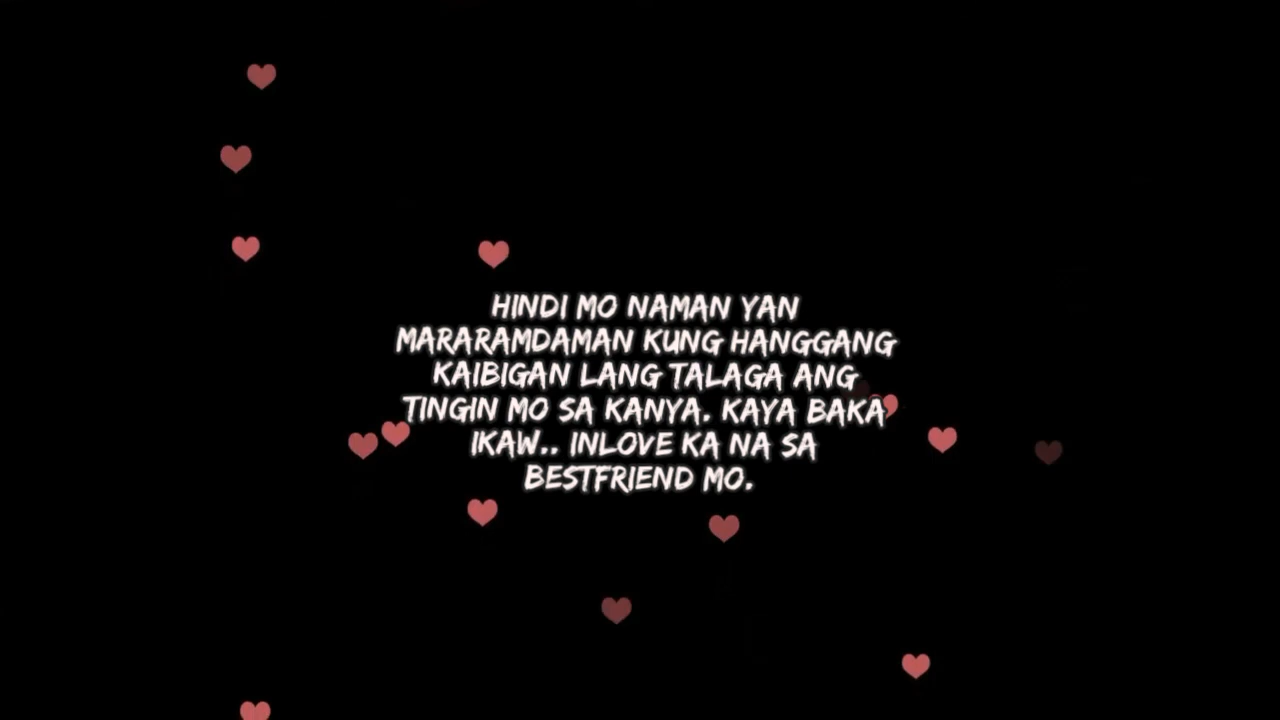 HINDI MO NAMAN YAN
MARARAMDAMAN KUNG HANGGANG
KAIBIGAN LANG TALAGA ANG
TINGIN MO SA KANYA. KAYA BAKA
IKAW.. INLOVE KA NA SA
BESTFRIEND MO.